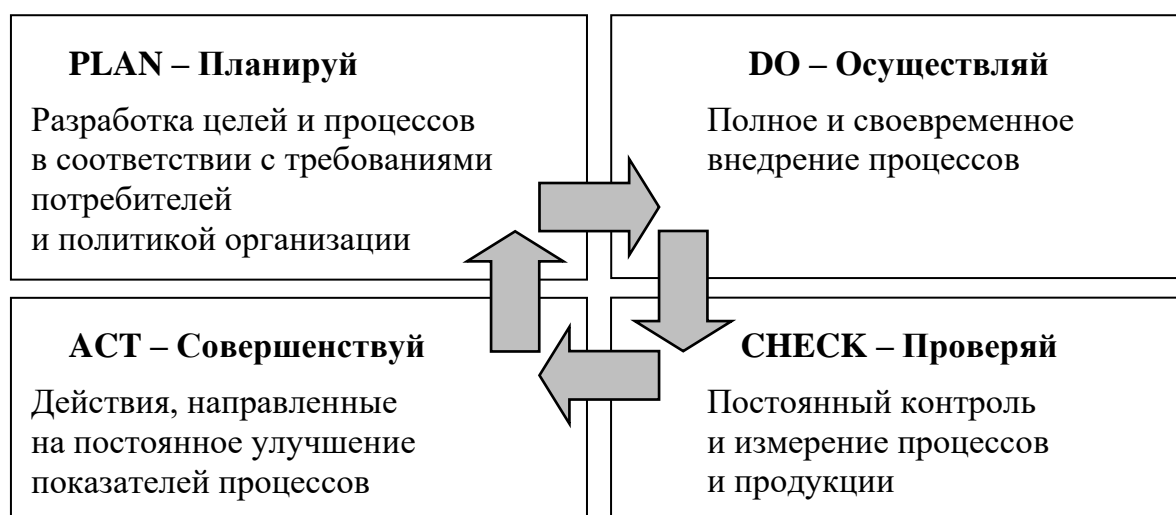 PLAN – Планируй
Разработка целей и процессов
в соответствии с требованиями
потребителей
и политикой организации
DO – Осуществляй
Полное и своевременное
внедрение процессов
ACT – Совершенствуй
Действия, направленные
на постоянное улучшение
показателей процессов
CHECK – Проверяй
Постоянный контроль
и измерение процессов
и продукции